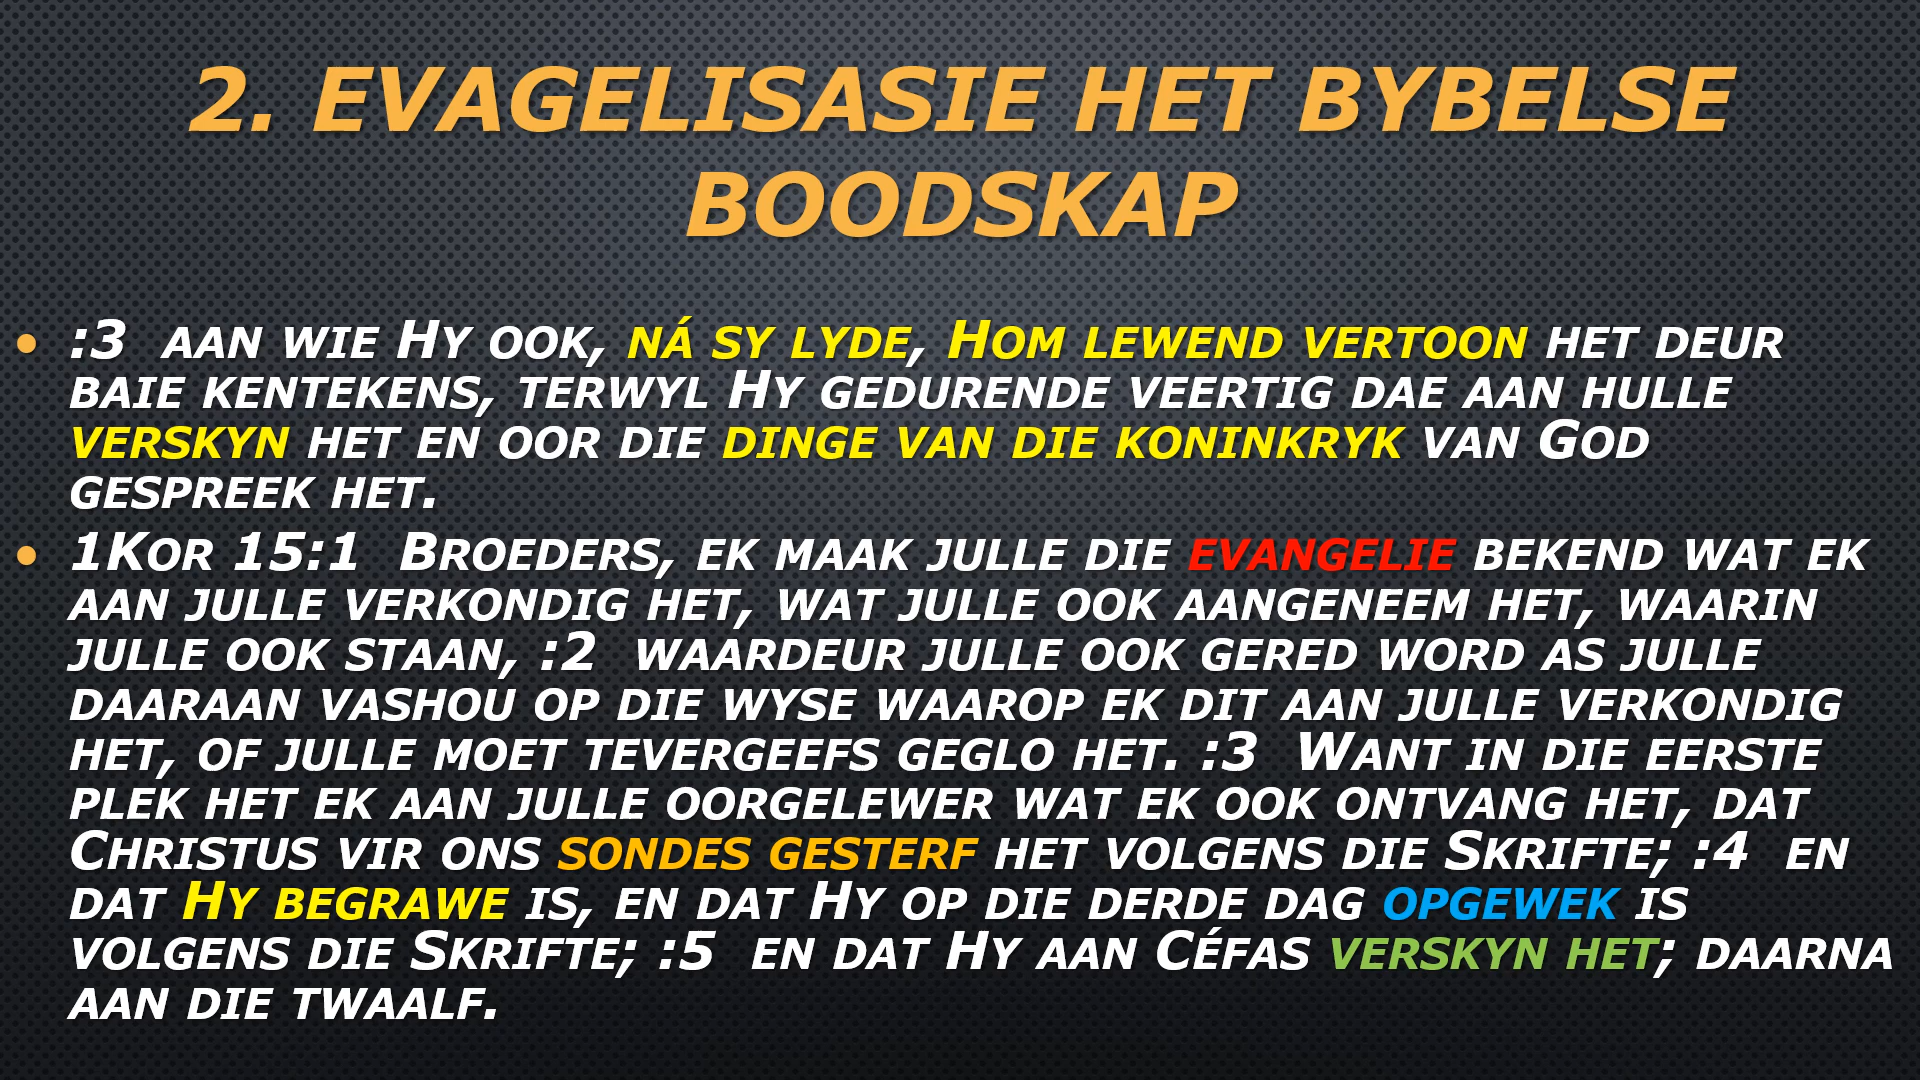 2. EVAGELISASIE HET BYBELSE
BOODSKAP
• :3  AAN WIE HY OOK, NÁ SY LYDE, HOM LEWEND VERTOON HET DEUR
BAIE KENTEKENS, TERWYL HY GEDURENDE VEERTIG DAE AAN HULLE
VERSKYN HET EN OOR DIE DINGE VAN DIE KONINKRYK VAN GOD
GESPREEK HET.
• 1KOR 15:1  BROEDERS, EK MAAK JULLE DIE EVANGELIE BEKEND WAT EK
AAN JULLE VERKONDIG HET, WAT JULLE OOK AANGENEEM HET, WAARIN
JULLE OOK STAAN, :2  WAARDEUR JULLE OOK GERED WORD AS JULLE
DAARAAN VASHOU OP DIE WYSE WAAROP EK DIT AAN JULLE VERKONDIG
HET, OF JULLE MOET TEVERGEEFS GEGLO HET. :3  WANT IN DIE EERSTE
PLEK HET EK AAN JULLE OORGELEWER WAT EK OOK ONTVANG HET, DAT
CHRISTUS VIR ONS SONDES GESTERF HET VOLGENS DIE SKRIFTE; :4  EN
DAT HY BEGRAWE IS, EN DAT HY OP DIE DERDE DAG OPGEWEK IS
VOLGENS DIE SKRIFTE; :5  EN DAT HY AAN CÉFAS VERSKYN HET; DAARNA
AAN DIE TWAALF.